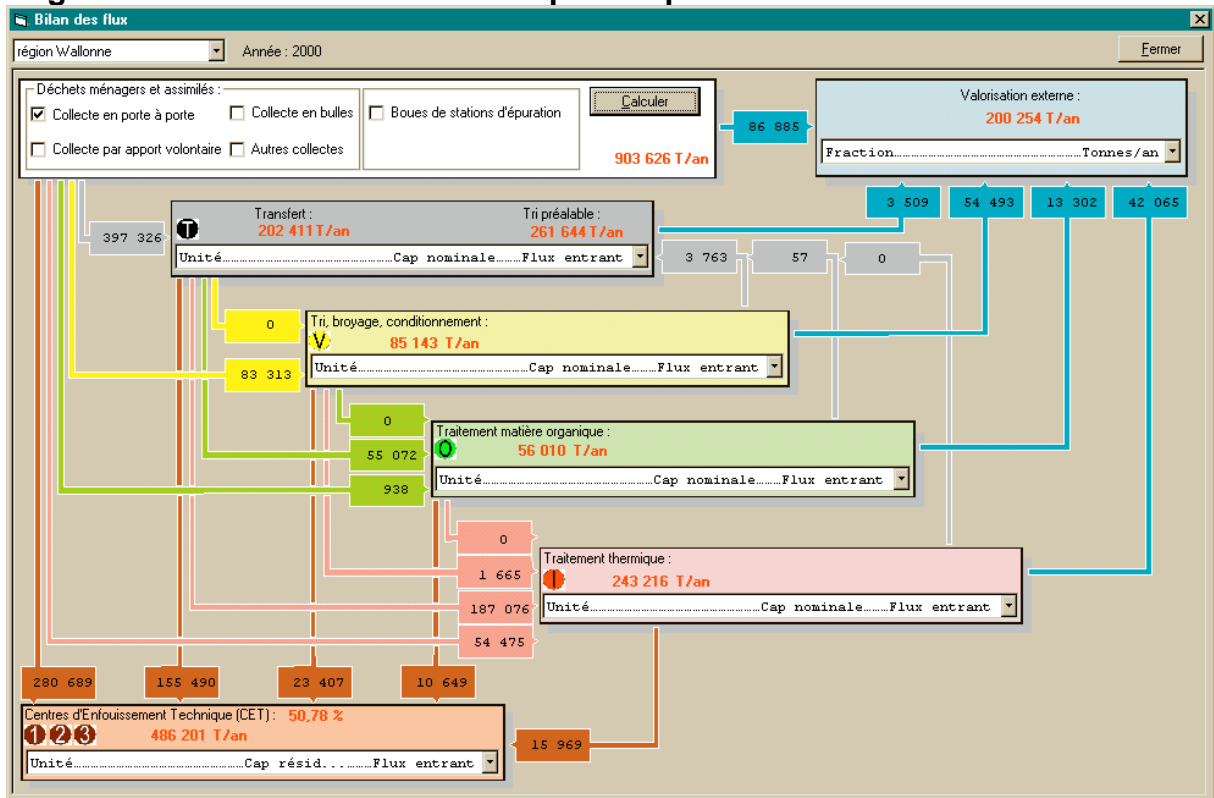 Bilan des flux
région Wallonne Année : 2000 Fermer
Déchets ménagers et assimilés :
Collecte en porte à porte Collecte en bulles Boues de stations d'épuration Calculer
Collecte par apport volontaire Autres collectes
903 626 T/an
86 885
Valorisation externe :
200 254 T/an
Fraction Tonnes/an
3 509 54 493 13 302 42 065
397 326
T Transfert : Tri préalable :
202 411 T/an 261 644 T/an
Unité Cap nominale Flux entrant
3 763 57 0
0
83 313
Tri, broyage, conditionnement :
V 85 143 T/an
Unité Cap nominale Flux entrant
0
55 072
938
Traitement matière organique :
O 56 010 T/an
Unité Cap nominale Flux entrant
0
1 665
187 076
54 475
Traitement thermique :
I 243 216 T/an
Unité Cap nominale Flux entrant
280 689 155 490 23 407 10 649
Centres d'Enfouissement Technique (CET) : 50,78 %
1 2 3 486 201 T/an
Unité Cap résid... Flux entrant
15 969